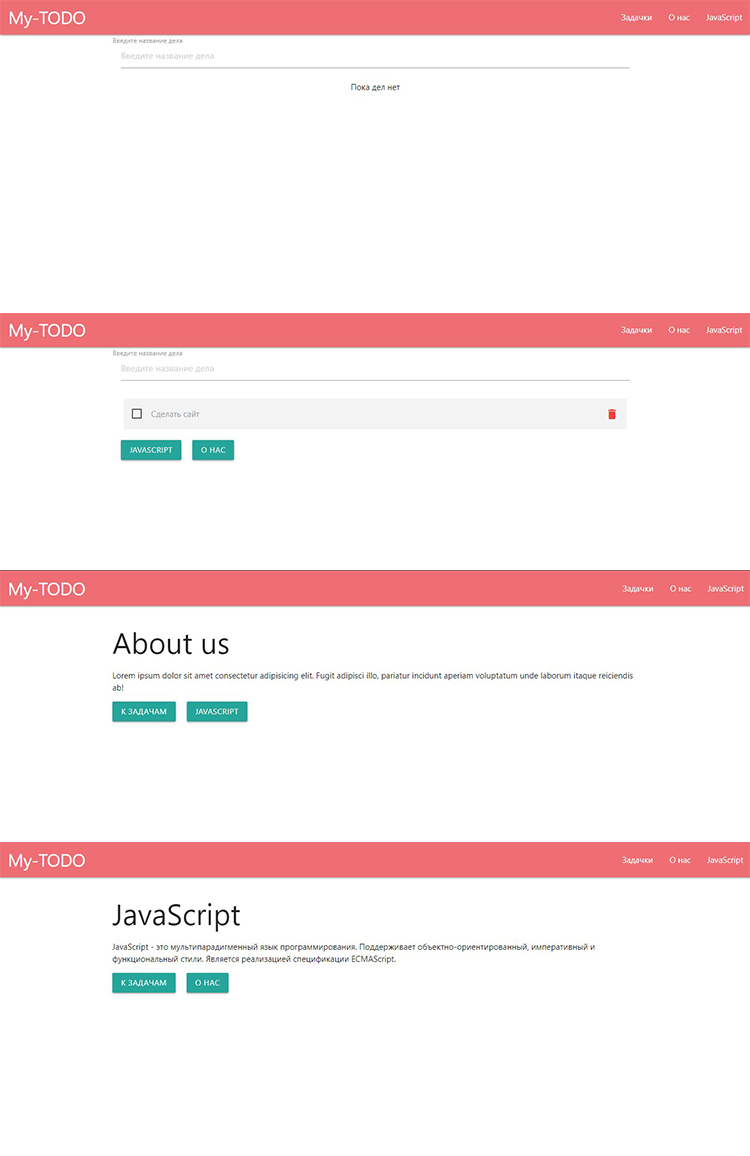 My-TODO
Задачки О нас JavaScript
Введите название дела
Введите название дела
Пока дел нет
My-TODO
Задачки О нас JavaScript
Введите название дела
Введите название дела
Сделать сайт
JAVASCRIPT О НАС
My-TODO
Задачки О нас JavaScript
About us
Lorem ipsum dolor sit amet consectetur adipisicing elit. Fugit adipisci illo, pariatur incidunt aperiam voluptatum unde laborum itaque reiciendis
ab!
К ЗАДАЧАМ JAVASCRIPT
My-TODO
Задачки О нас JavaScript
JavaScript
JavaScript - это мультипарадигменный язык программирования. Поддерживает объектно-ориентированный, императивный и
функциональный стили. Является реализацией спецификации ECMAScript.
К ЗАДАЧАМ О НАС